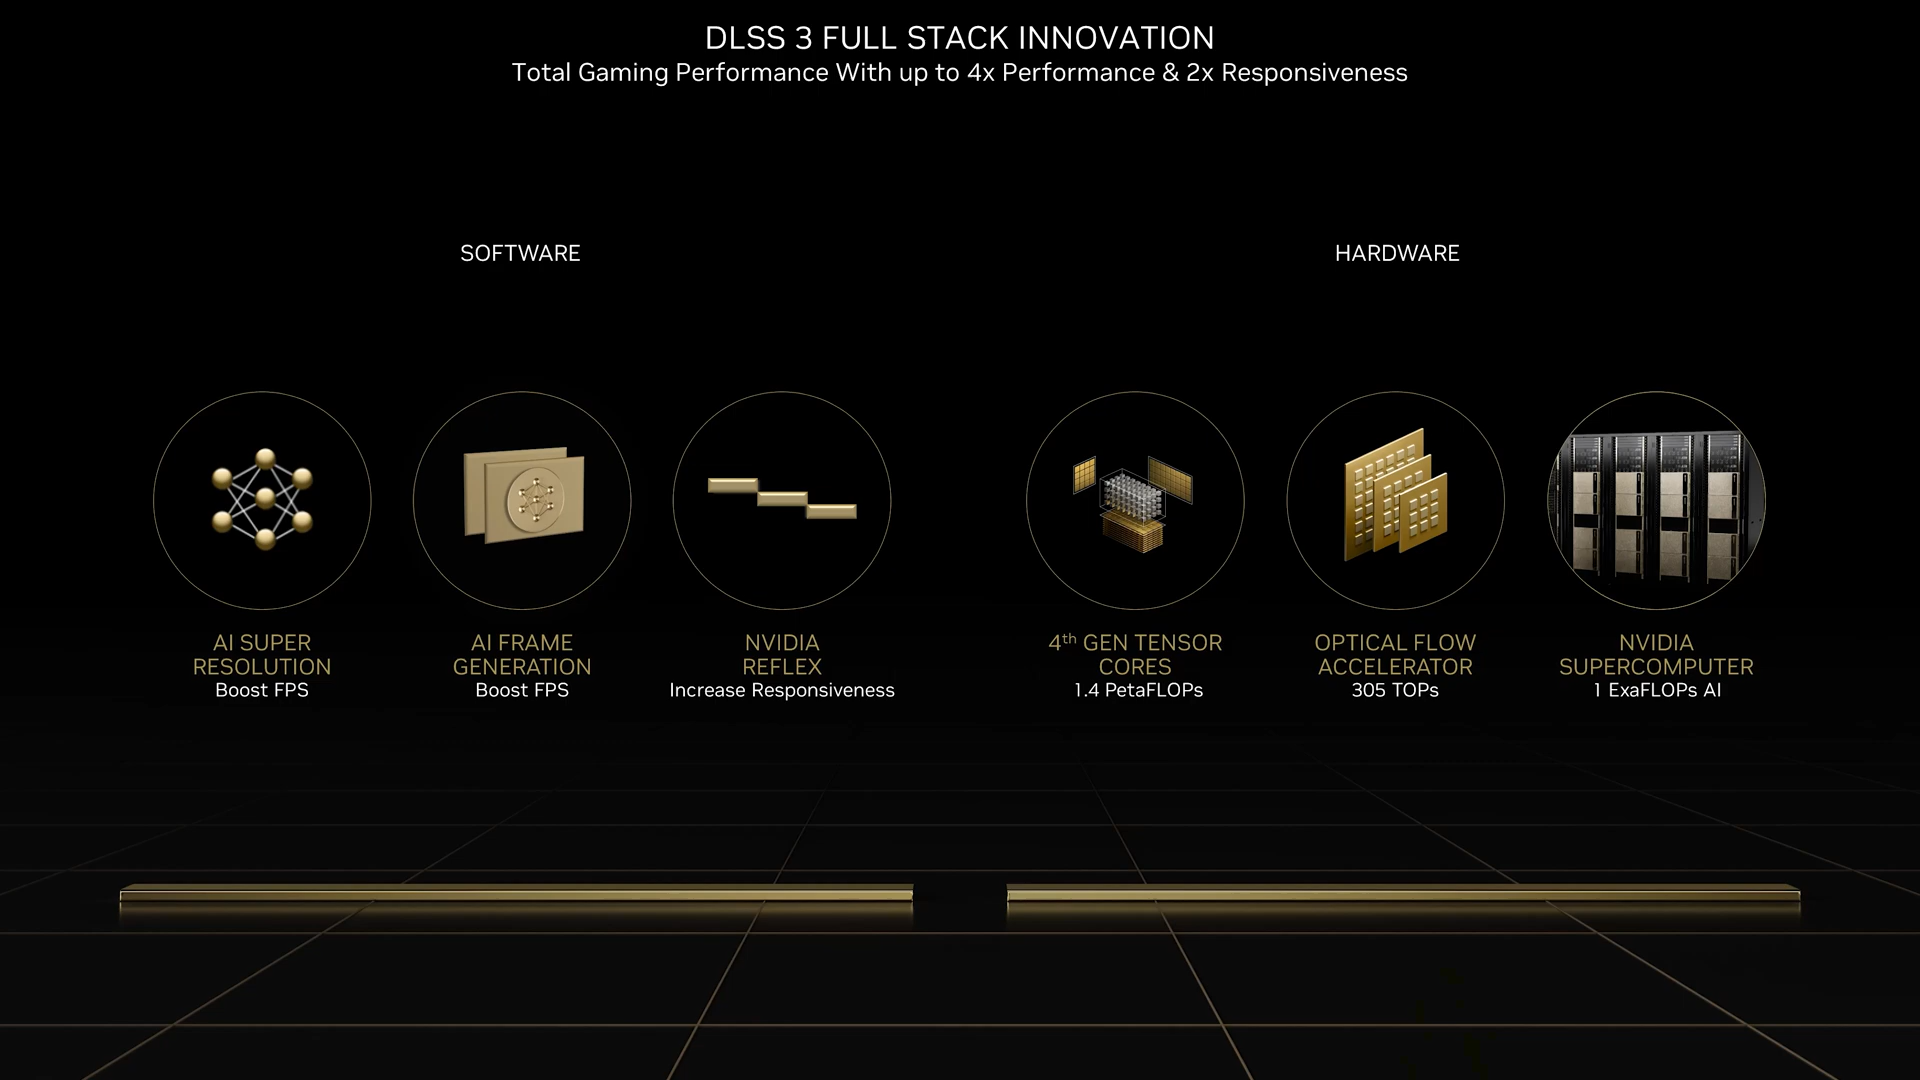 DLSS 3 FULL STACK INNOVATION
Total Gaming Performance With up to 4x Performance & 2x Responsiveness
SOFTWARE
HARDWARE
AI SUPER
RESOLUTION
Boost FPS
AI FRAME
GENERATION
Boost FPS
NVIDIA
REFLEX
Increase Responsiveness
4th GEN TENSOR
CORES
1.4 PetaFLOPs
OPTICAL FLOW
ACCELERATOR
305 TOPs
NVIDIA
SUPERCOMPUTER
1 ExaFLOPs AI